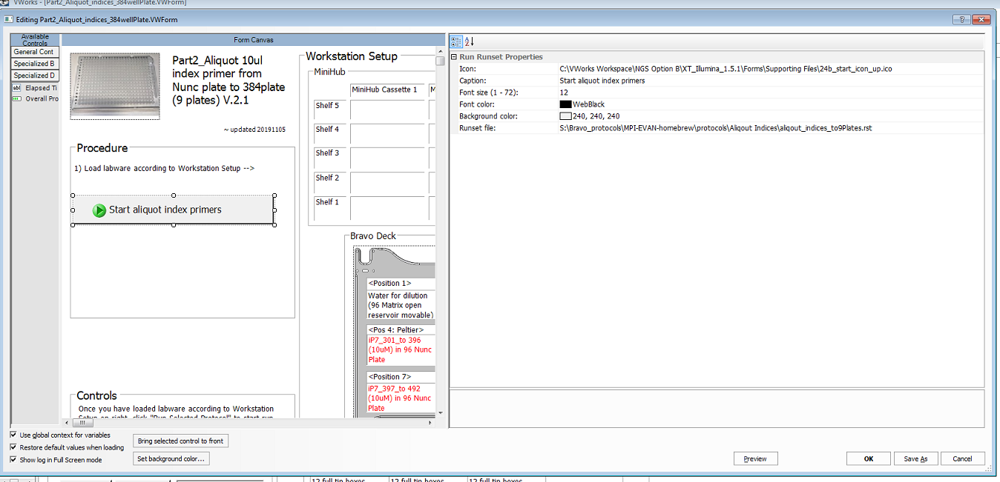 VWorks - [Part2_Aliquot_indices_384wellPlate.VWForm]
Editing Part2_Aliquot_indices_384wellPlate.VWForm
Available
Controls
General Cont
Specialized B
Specialized D
Elapsed Ti
Overall Pro
Form Canvas
Part2_Aliquot 10ul
index primer from
Nunc plate to 384plate
(9 plates) V.2.1
~ updated 20191105
Procedure
1) Load labware according to Workstation Setup -->
Start aliquot index primers
Controls
Once you have loaded labware according to Workstation
Setup on right, click "Run Selected Protocol" to start run
Workstation Setup
MiniHub
MiniHub Cassette 1 M
Shelf 5
Shelf 4
Shelf 3
Shelf 2
Shelf 1
Bravo Deck
<Position 1>
Water for dilution
(96 Matrix open
reservoir movable)
<Pos 4: Peltier>
iP7_301_to 396
(10uM) in 96 Nunc
Plate
<Position 7>
iP7_397_to 492
(10uM) in 96 Nunc
Plate
Run Runset Properties
Icon: C:\VWorks Workspace\NGS Option B\XT_Illumina_1.5.1\Forms\Supporting Files\24b_start_icon_up.ico
Caption: Start aliquot index primers
Font size (1 - 72): 12
Font color: WebBlack
Background color: 240, 240, 240
Runset file: S:\Bravo_protocols\MPI-EVAN-homebrew\protocols\Aliqout Indices\aliqout_indices_to9Plates.rst
Use global context for variables
Restore default values when loading
Show log in Full Screen mode
Bring selected control to front
Set background color...
Preview
OK
Save As
Cancel
12 full tip boxes 12 full tip boxes 12 full tip boxes